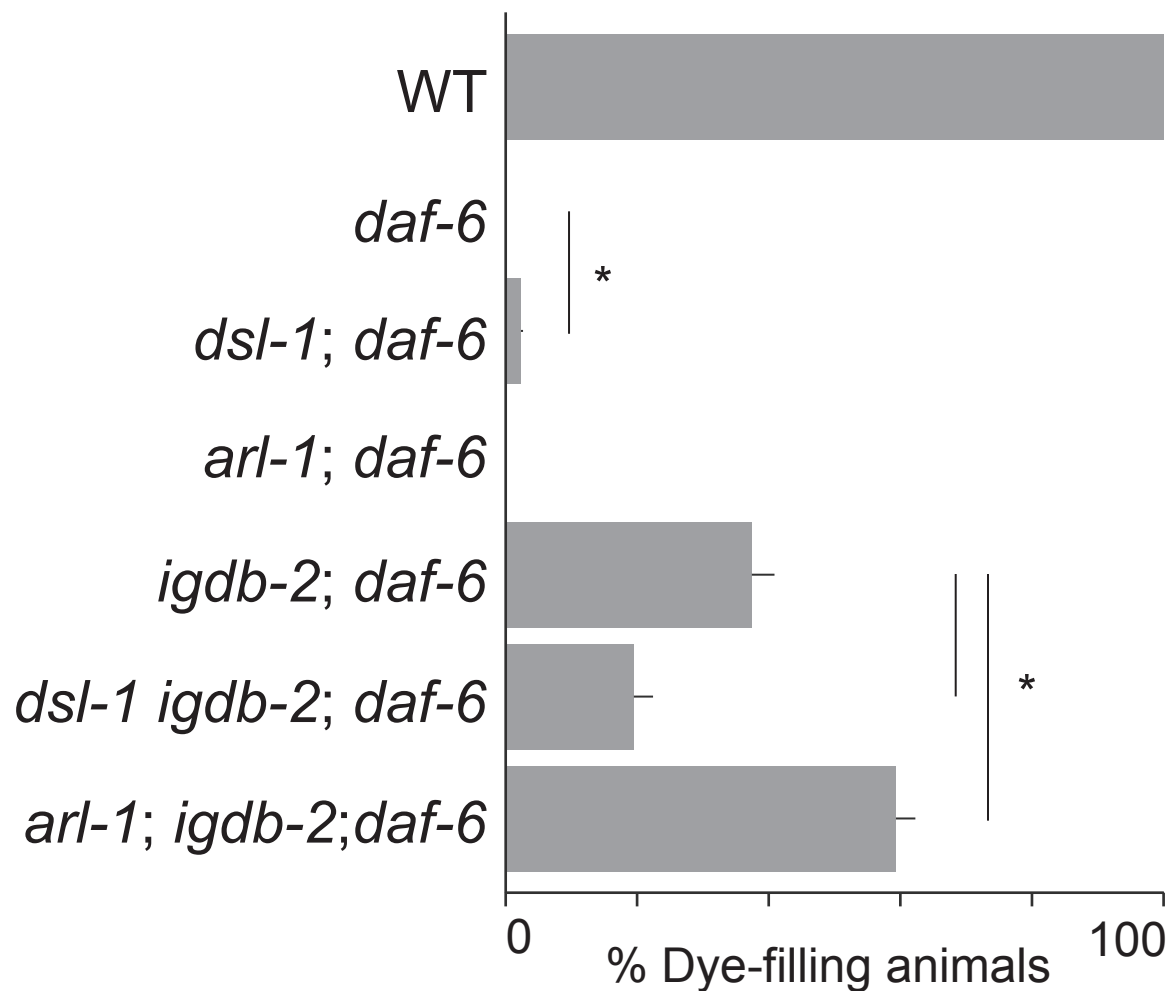 WT
daf-6
*
dsl-1; daf-6
arl-1; daf-6
igdb-2; daf-6
dsl-1 igdb-2; daf-6
*
arl-1; igdb-2;daf-6
0
100
% Dye-filling animals